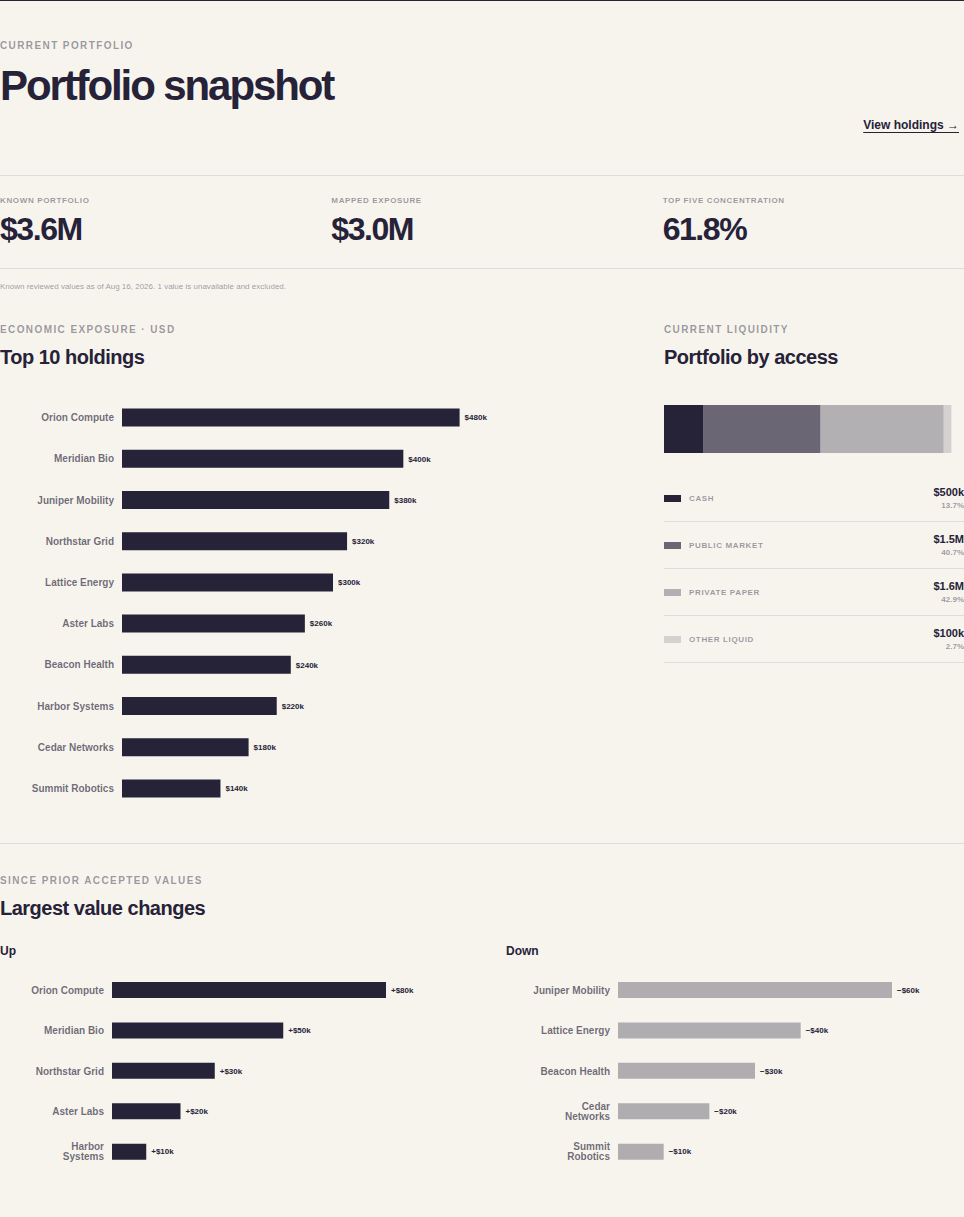 CURRENT PORTFOLIO
Portfolio snapshot
View holdings →
KNOWN PORTFOLIO
$3.6M
MAPPED EXPOSURE
$3.0M
TOP FIVE CONCENTRATION
61.8%
Known reviewed values as of Aug 16, 2026. 1 value is unavailable and excluded.
ECONOMIC EXPOSURE · USD
Top 10 holdings
Orion Compute $480k
Meridian Bio $400k
Juniper Mobility $380k
Northstar Grid $320k
Lattice Energy $300k
Aster Labs $260k
Beacon Health $240k
Harbor Systems $220k
Cedar Networks $180k
Summit Robotics $140k
CURRENT LIQUIDITY
Portfolio by access
CASH $500k
13.7%
PUBLIC MARKET $1.5M
40.7%
PRIVATE PAPER $1.6M
42.9%
OTHER LIQUID $100k
2.7%
SINCE PRIOR ACCEPTED VALUES
Largest value changes
Up
Orion Compute +$80k
Meridian Bio +$50k
Northstar Grid +$30k
Aster Labs +$20k
Harbor
Systems +$10k
Down
Juniper Mobility −$60k
Lattice Energy −$40k
Beacon Health −$30k
Cedar
Networks −$20k
Summit
Robotics −$10k